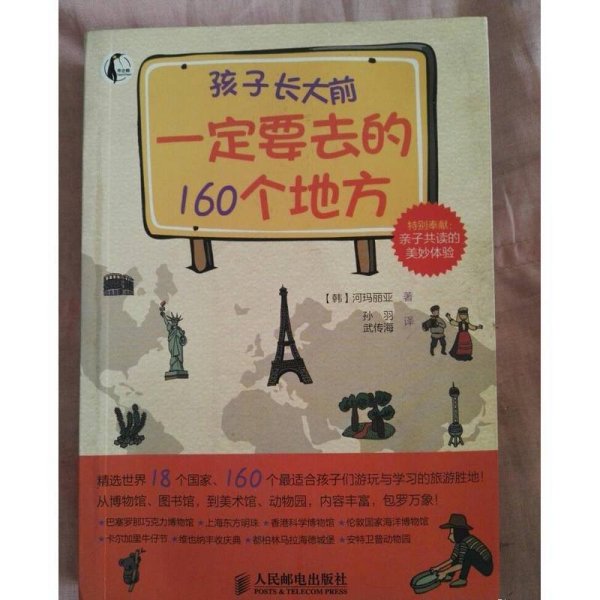 孩子长大前
一定要去的
160个地方
特别奉献:
亲子共读的
美妙体验
【韩】河玛丽亚 著
孙羽
武传海 译
精选世界18个国家、160个最适合孩子们游玩与学习的旅游胜地!
从博物馆、图书馆,到美术馆、动物园,内容丰富,包罗万象!
★巴塞罗那巧克力博物馆 ★上海东方明珠 ★香港科学博物馆 ★伦敦国家海洋博物馆
★卡尔加里牛仔节 ★维也纳丰收庆典 ★都柏林马拉海德城堡 ★安特卫普动物园
人民邮电出版社
POSTS & TELECOM PRESS